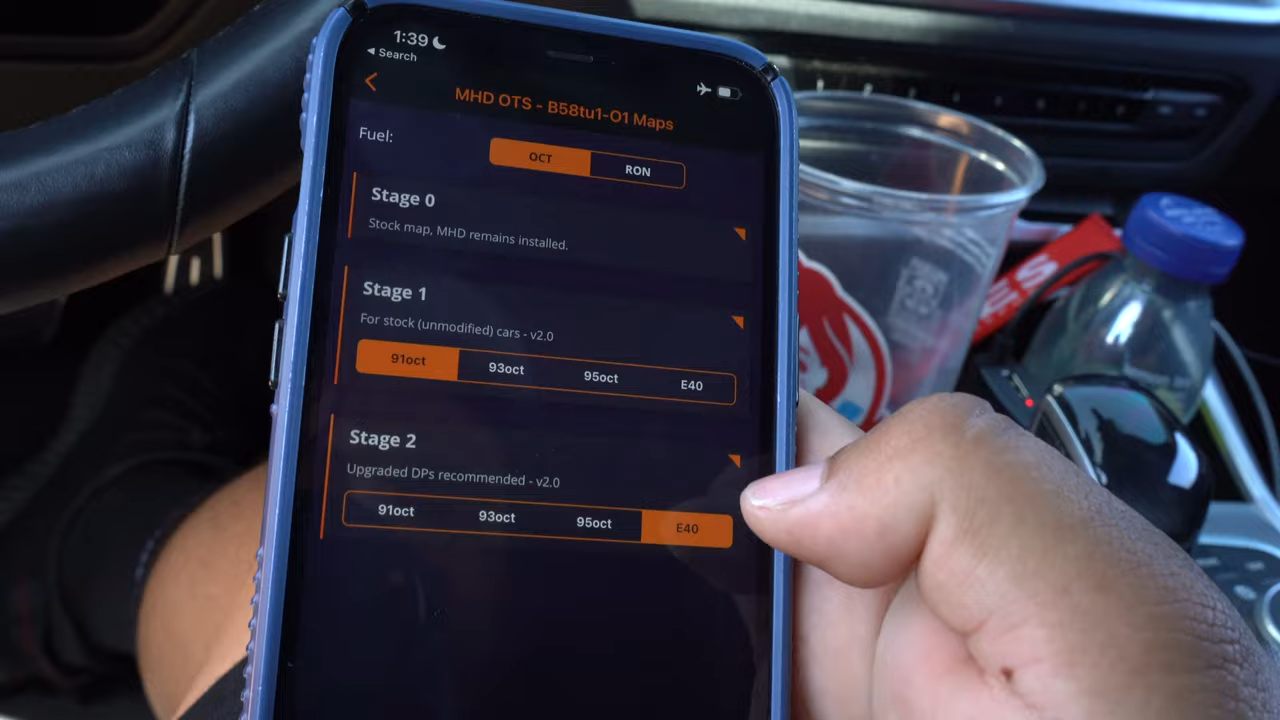 1:39
Search
MHD OTS - B58tu1-O1 Maps
Fuel:
OCT RON
Stage 0
Stock map, MHD remains installed.
Stage 1
For stock (unmodified) cars - v2.0
91oct 93oct 95oct E40
Stage 2
Upgraded DPs recommended - v2.0
91oct 93oct 95oct E40